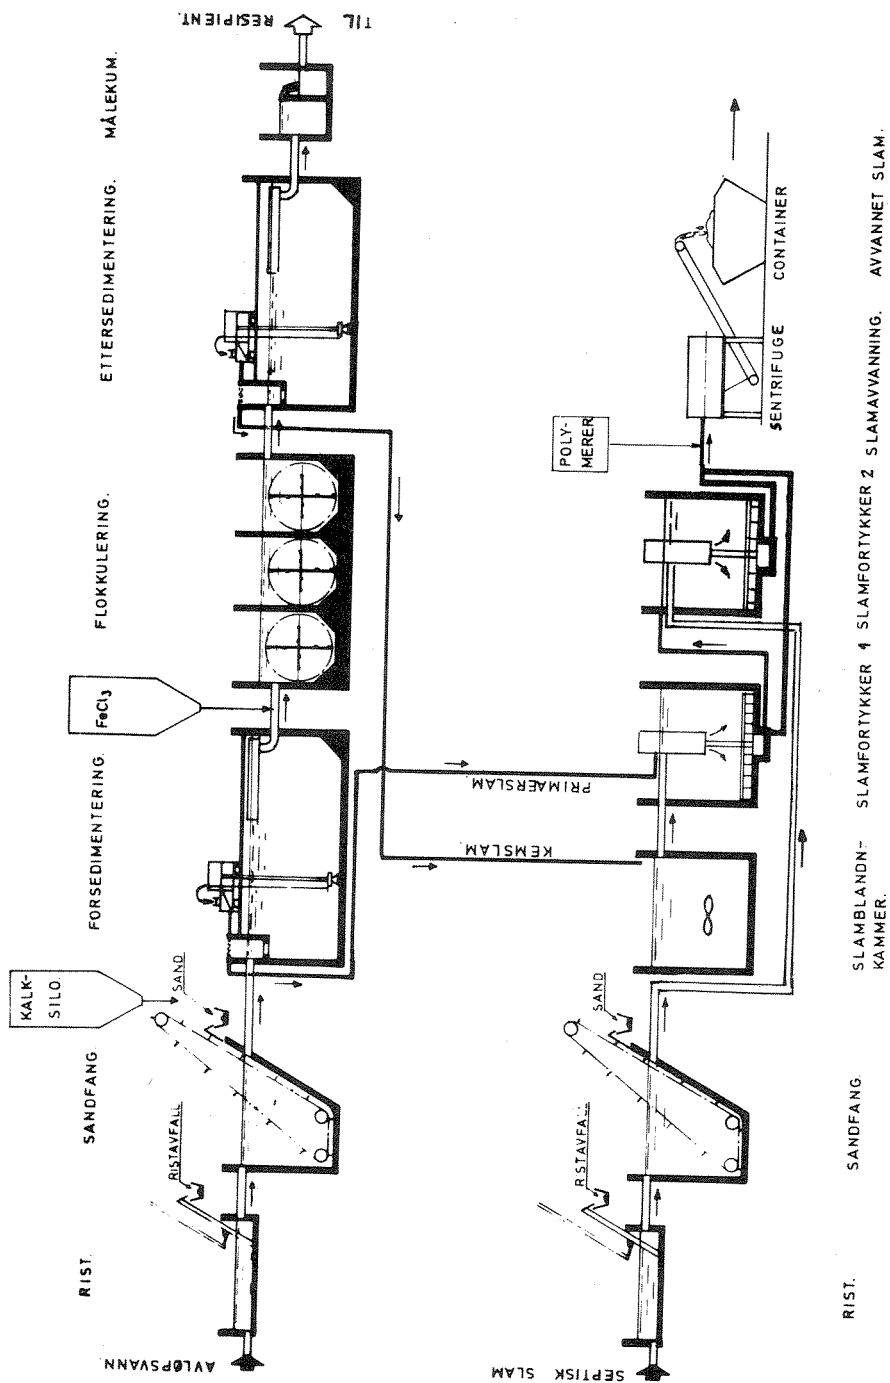 RIST.
SANDFANG.
FORSEDIMENTERING.
FLOKKULERING.
ETTERSEDIMENTERING.
MÅLEKUM.
KALK-
SILO.
FeCl3
RISTAVFALL
SAND
AVLØPSVANN.
TIL
RESIPIENT.
PRIMÆRSLAM.
KEMSLAM.
POLY-
MERER
RISTAVFALL
SAND
SEPTISK SLAM
SENTRIFUGE
CONTAINER
RIST.
SANDFANG.
SLAMBLANDN-
KAMMER.
SLAMFORTYKKER 1
SLAMFORTYKKER 2
SLAMAVVANNING.
AVVANNET SLAM.